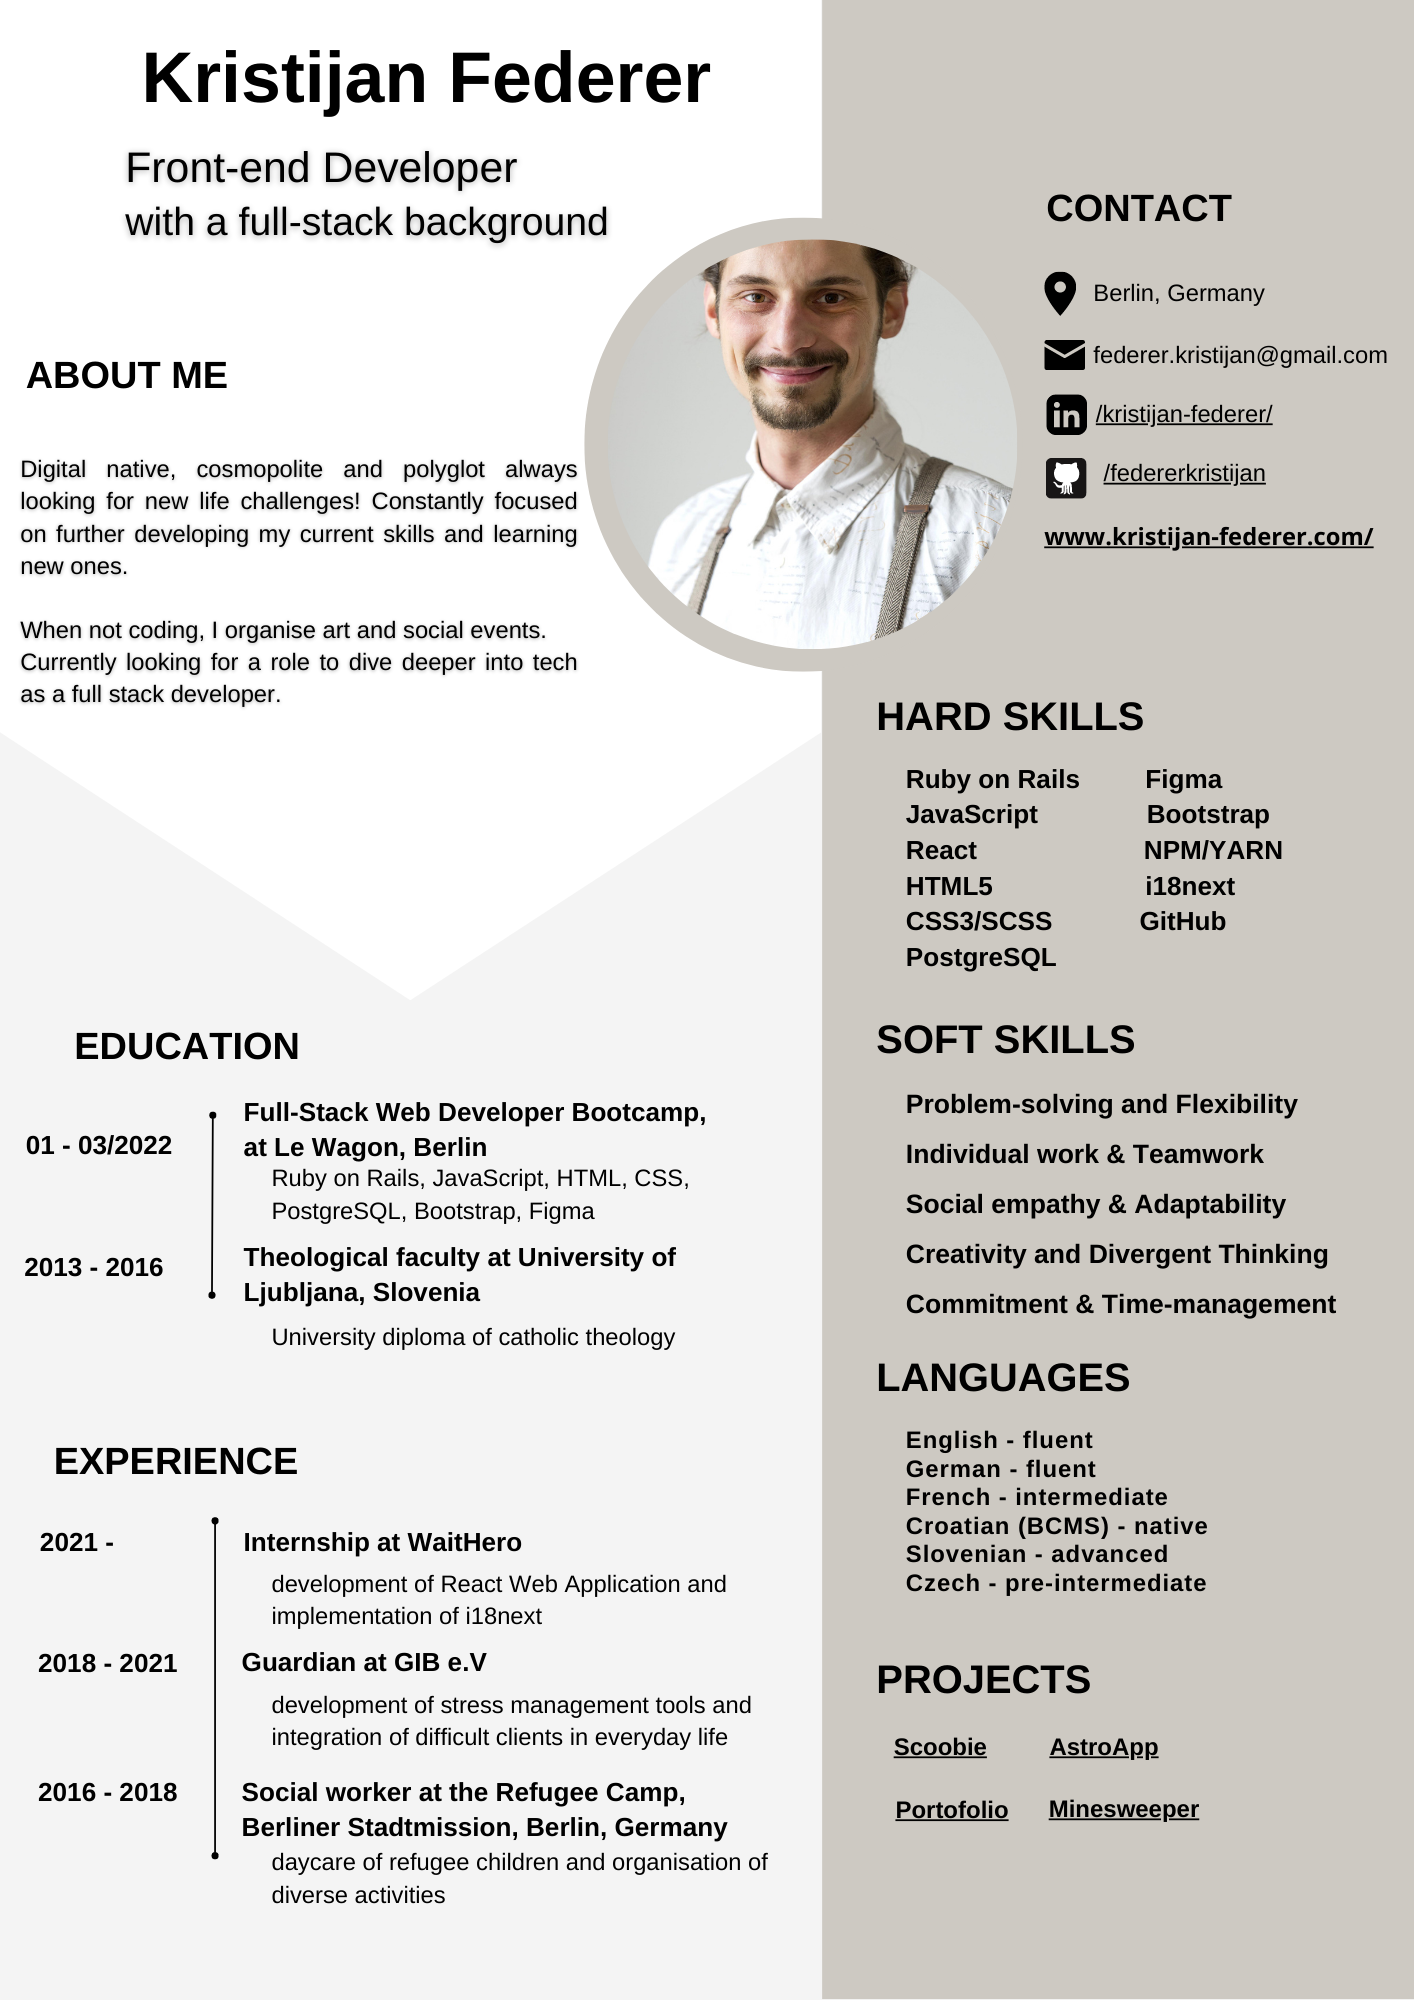 Kristijan Federer
Front-end Developer
with a full-stack background
ABOUT ME
Digital native, cosmopolite and polyglot always
looking for new life challenges! Constantly focused
on further developing my current skills and learning
new ones.
When not coding, I organise art and social events.
Currently looking for a role to dive deeper into tech
as a full stack developer.
EDUCATION
01 - 03/2022
Full-Stack Web Developer Bootcamp,
at Le Wagon, Berlin
Ruby on Rails, JavaScript, HTML, CSS,
PostgreSQL, Bootstrap, Figma
2013 - 2016
Theological faculty at University of
Ljubljana, Slovenia
University diploma of catholic theology
EXPERIENCE
2021 -
Internship at WaitHero
development of React Web Application and
implementation of i18next
2018 - 2021
Guardian at GIB e.V
development of stress management tools and
integration of difficult clients in everyday life
2016 - 2018
Social worker at the Refugee Camp,
Berliner Stadtmission, Berlin, Germany
daycare of refugee children and organisation of
diverse activities
CONTACT
Berlin, Germany
federer.kristijan@gmail.com
in /kristijan-federer/
/federerkristijan
www.kristijan-federer.com/
HARD SKILLS
Ruby on Rails Figma
JavaScript Bootstrap
React NPM/YARN
HTML5 i18next
CSS3/SCSS GitHub
PostgreSQL
SOFT SKILLS
Problem-solving and Flexibility
Individual work & Teamwork
Social empathy & Adaptability
Creativity and Divergent Thinking
Commitment & Time-management
LANGUAGES
English - fluent
German - fluent
French - intermediate
Croatian (BCMS) - native
Slovenian - advanced
Czech - pre-intermediate
PROJECTS
Scoobie AstroApp
Portofolio Minesweeper